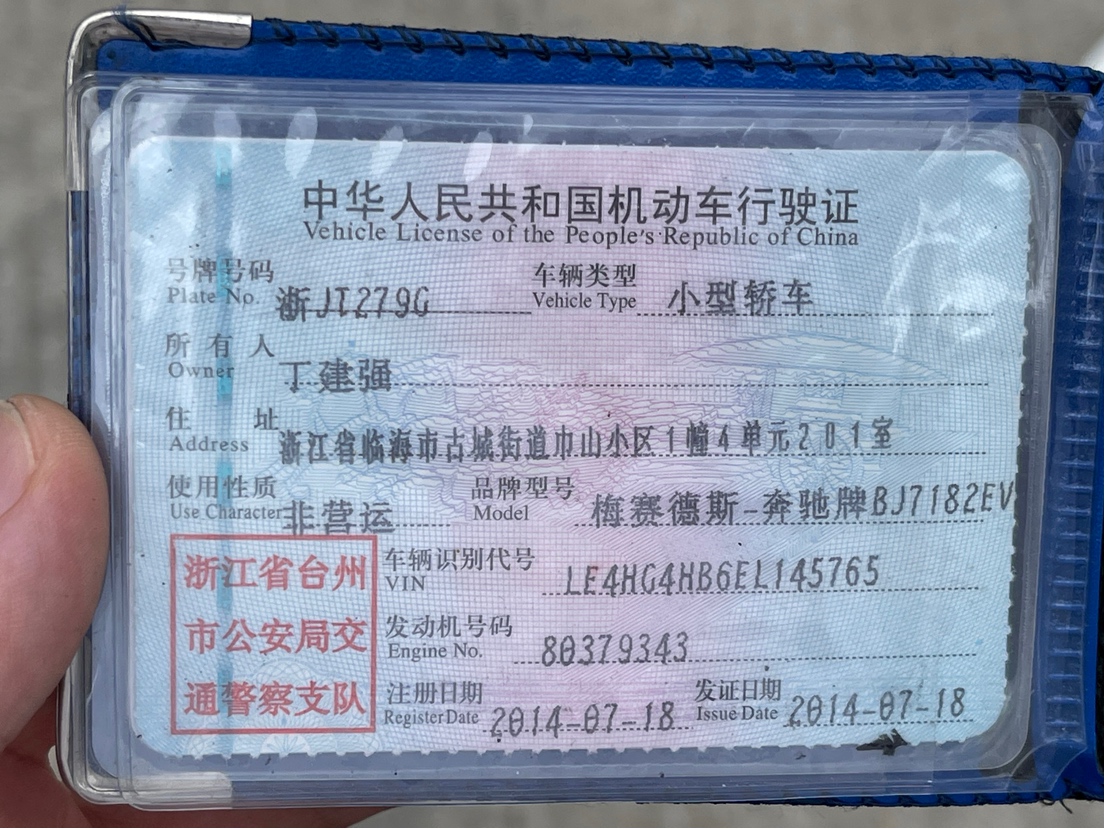 中华人民共和国机动车行驶证
Vehicle License of the People's Republic of China
号牌号码 浙JT279G 车辆类型 小型轿车
Plate No. Vehicle Type
所有人 丁建强
Owner
住址 浙江省临海市古城街道巾山小区1幢4单元201室
Address
使用性质 非营运 品牌型号 梅赛德斯-奔驰牌BJ7182EV
Use Character Model
浙江省台州
市公安局交
通警察支队
车辆识别代号 LE4HG4HB6EL145765
VIN
发动机号码 80379343
Engine No.
注册日期 2014-07-18 发证日期 2014-07-18
Register Date Issue Date